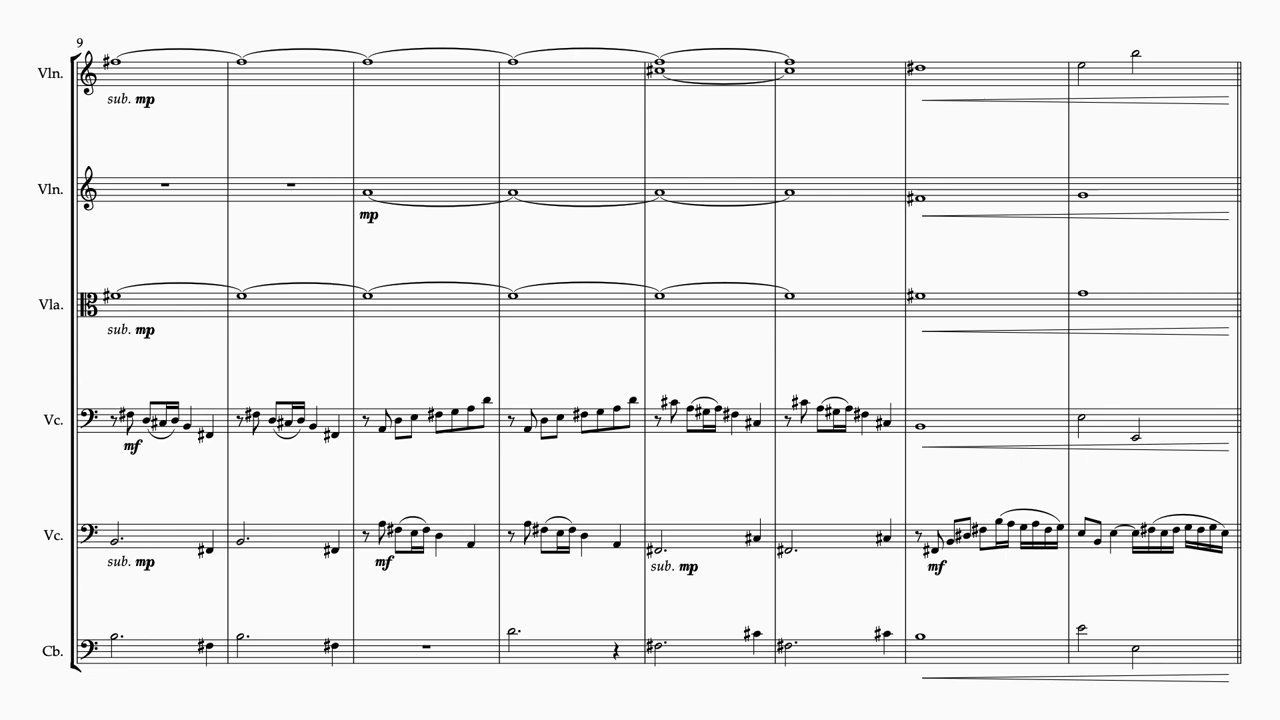 9
Vln.
sub. mp
Vln.
mp
Vla.
sub. mp
Vc.
mf
Vc.
sub. mp
mf
sub. mp
mf
Cb.